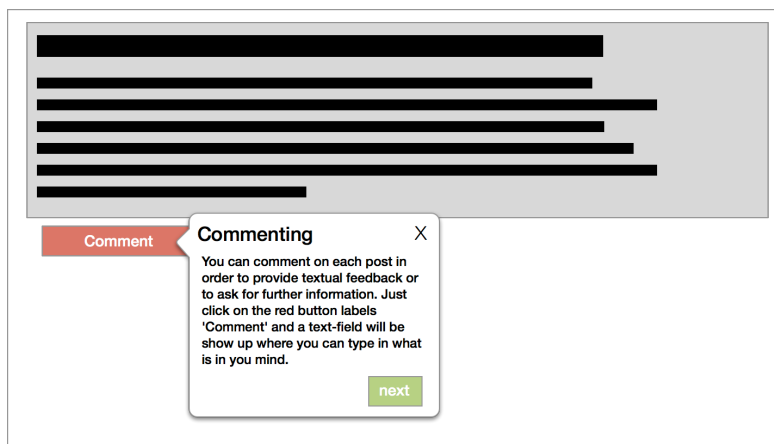 Comment
Commenting
X
You can comment on each post in
order to provide textual feedback or
to ask for further information. Just
click on the red button labels
'Comment' and a text-field will be
show up where you can type in what
is in you mind.
next